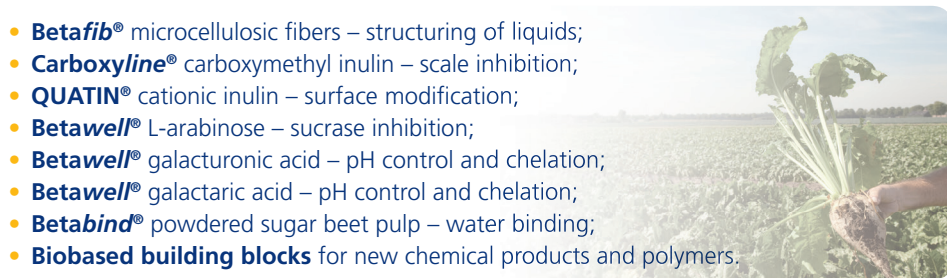 • Betafib® microcellulosic fibers – structuring of liquids;
• Carboxyline® carboxymethyl inulin – scale inhibition;
• QUATIN® cationic inulin – surface modification;
• Betawell® L-arabinose – sucrase inhibition;
• Betawell® galacturonic acid – pH control and chelation;
• Betawell® galactaric acid – pH control and chelation;
• Betabind® powdered sugar beet pulp – water binding;
• Biobased building blocks for new chemical products and polymers.